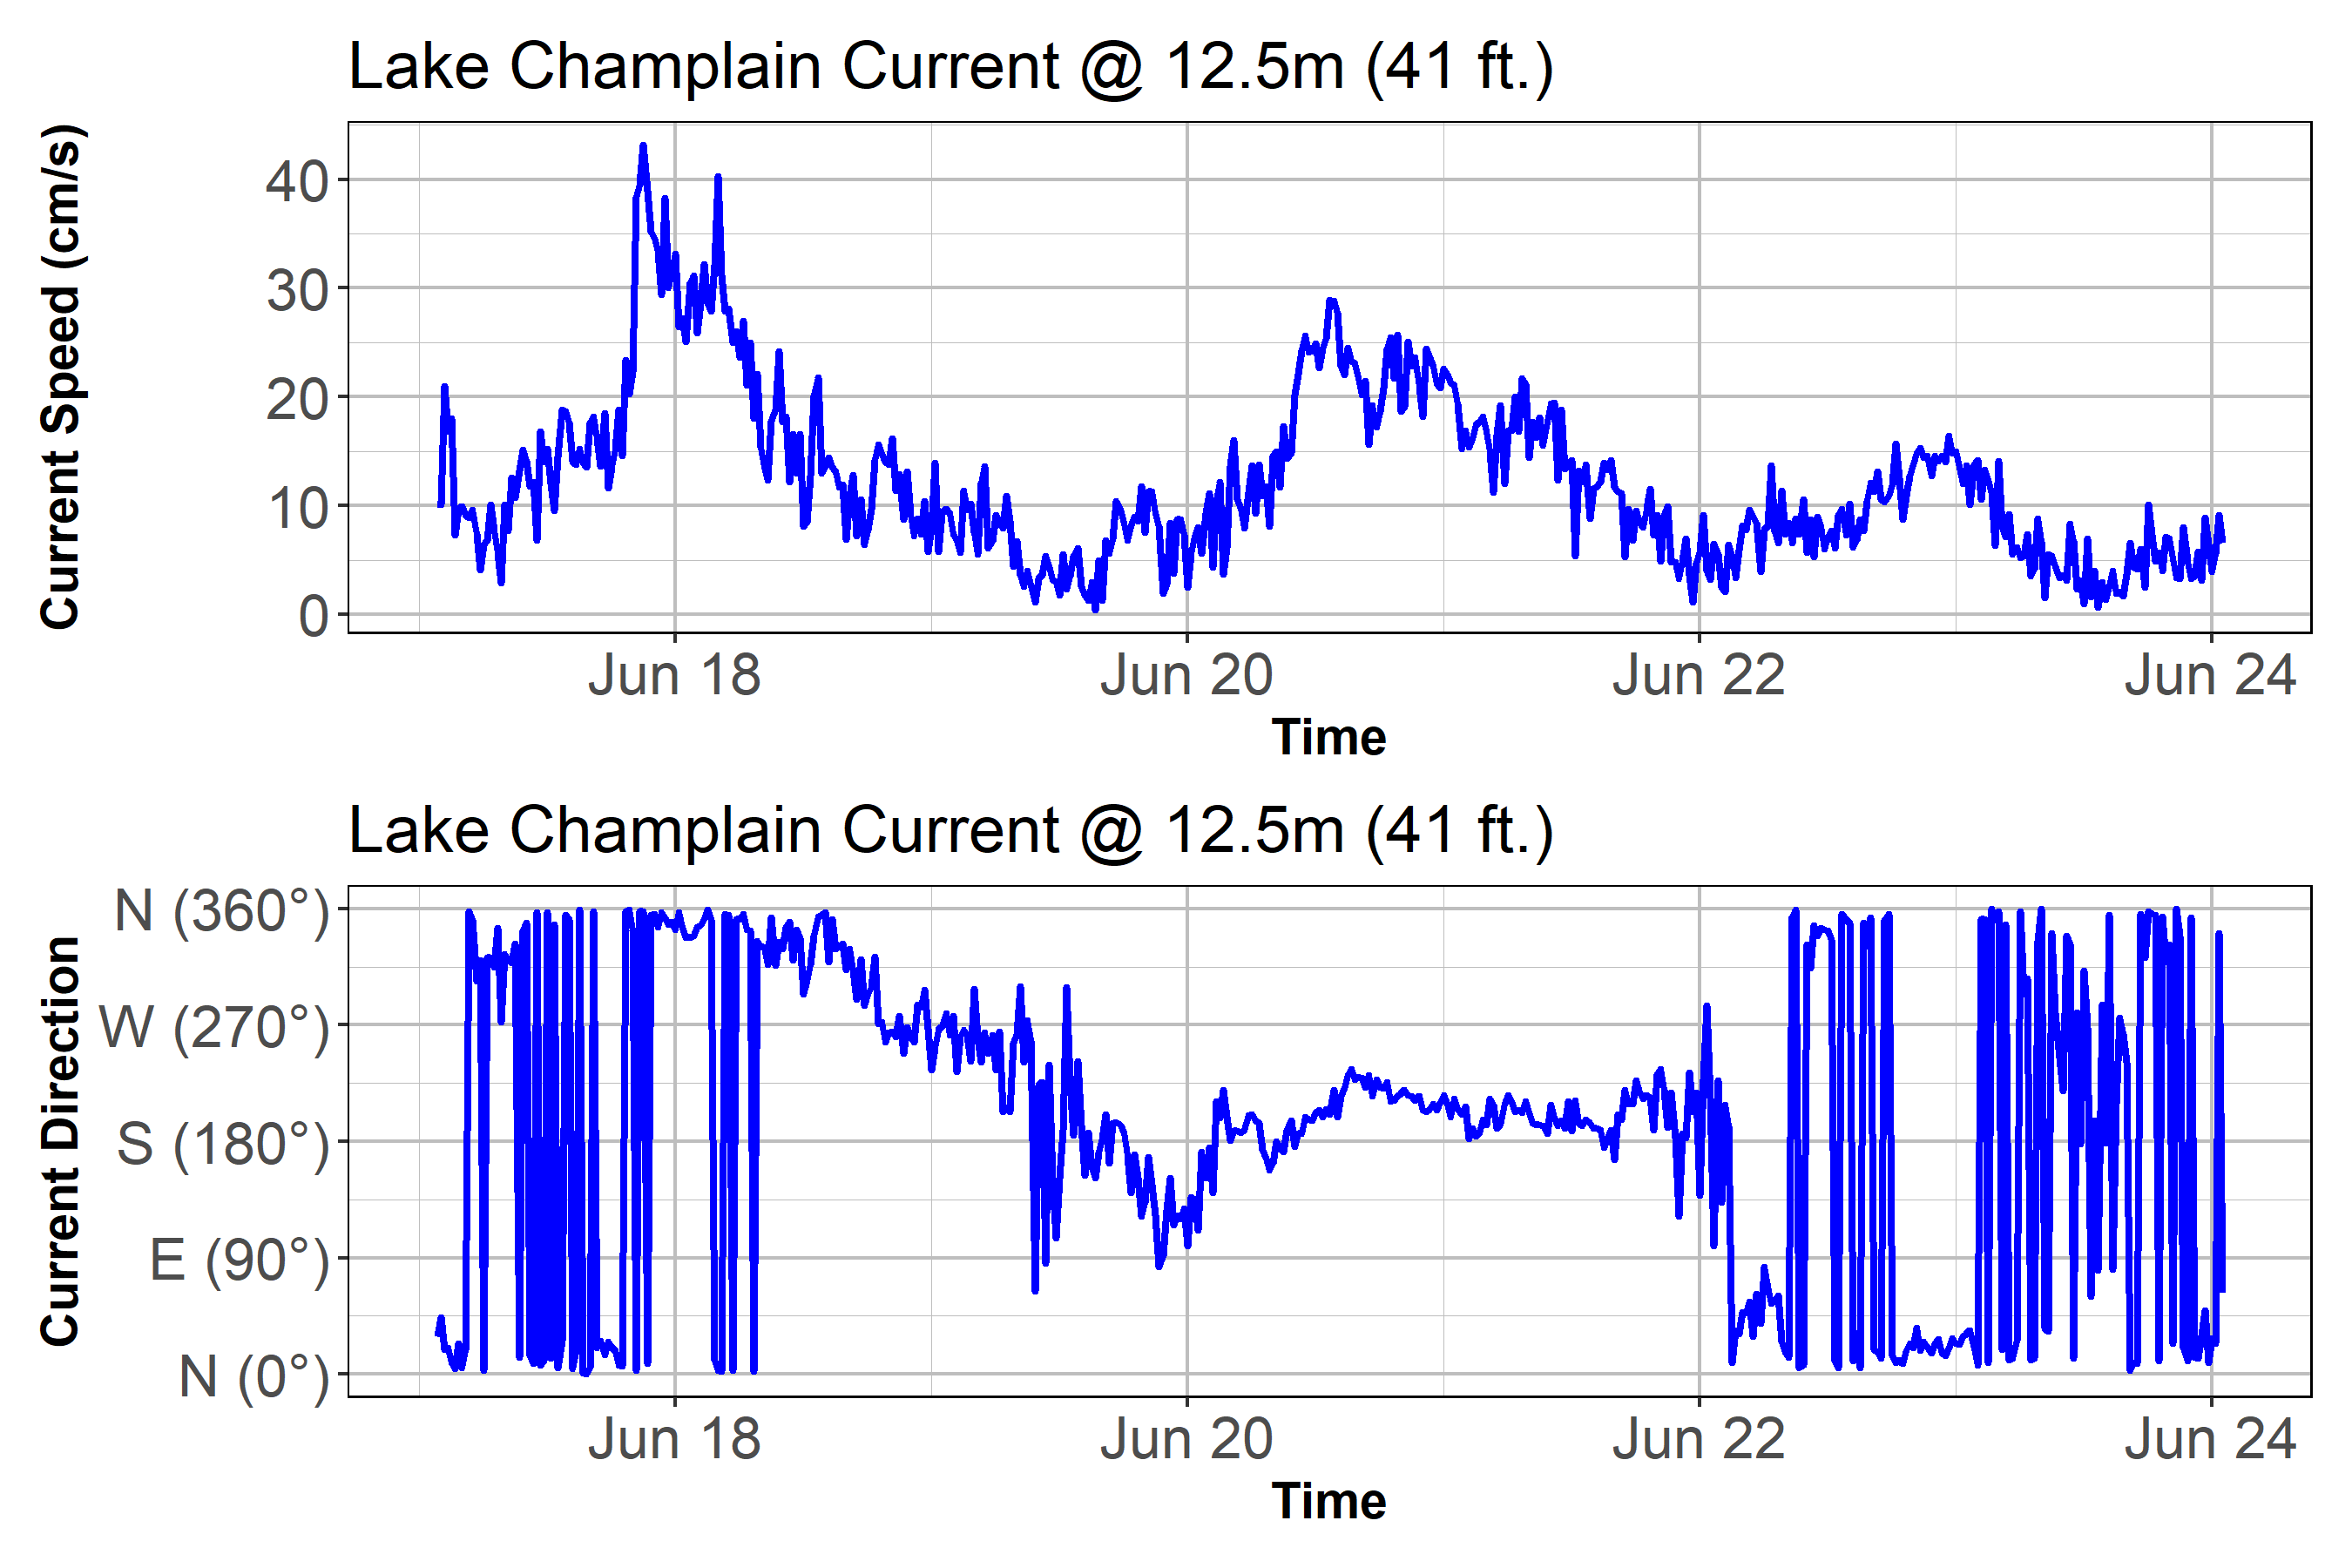 Lake Champlain Current @ 12.5m (41 ft.)
Current Speed (cm/s)
40
30
20
10
0
Jun 18 Jun 20 Jun 22 Jun 24
Time
Lake Champlain Current @ 12.5m (41 ft.)
Current Direction
N (360°)
W (270°)
S (180°)
E (90°)
N (0°)
Jun 18 Jun 20 Jun 22 Jun 24
Time